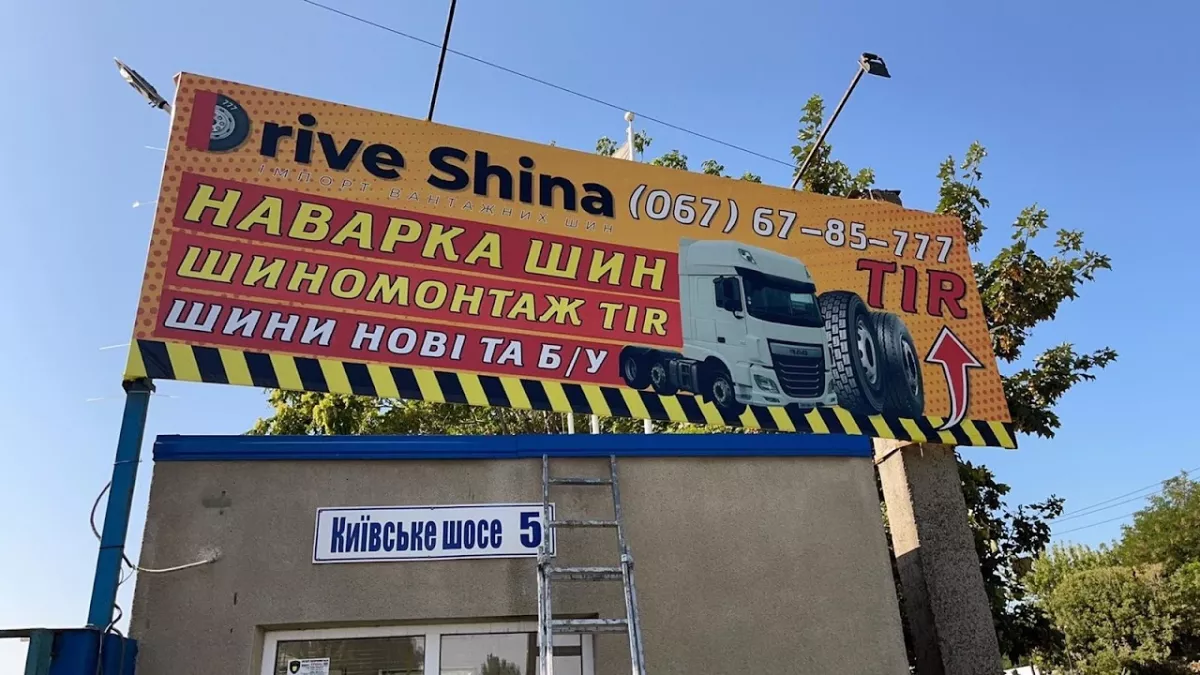 Drive Shina
ІМПОРТ ВАНТАЖНИХ ШИН
(067) 67-85-777
НАВАРКА ШИН
ШИНОМОНТАЖ TIR
ШИНИ НОВІ ТА Б/У
TIR
777
Київське шосе 5